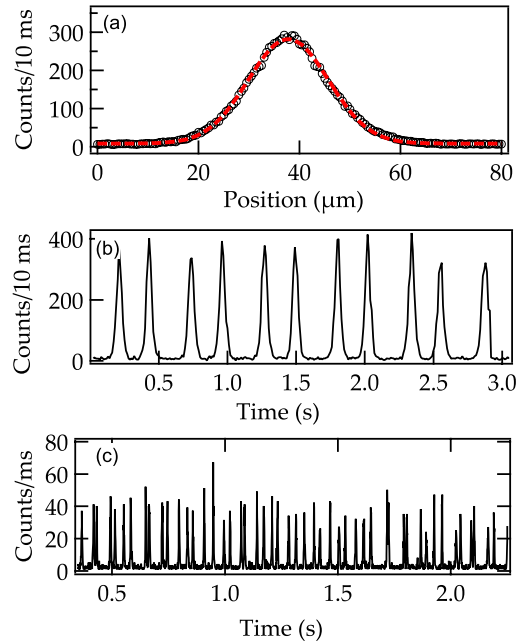 (a)
Counts/10 ms
300
200
100
0
0 20 40 60 80
Position (µm)
(b)
Counts/10 ms
400
200
0
0.5 1.0 1.5 2.0 2.5 3.0
Time (s)
(c)
Counts/ms
80
60
40
20
0
0.5 1.0 1.5 2.0
Time (s)